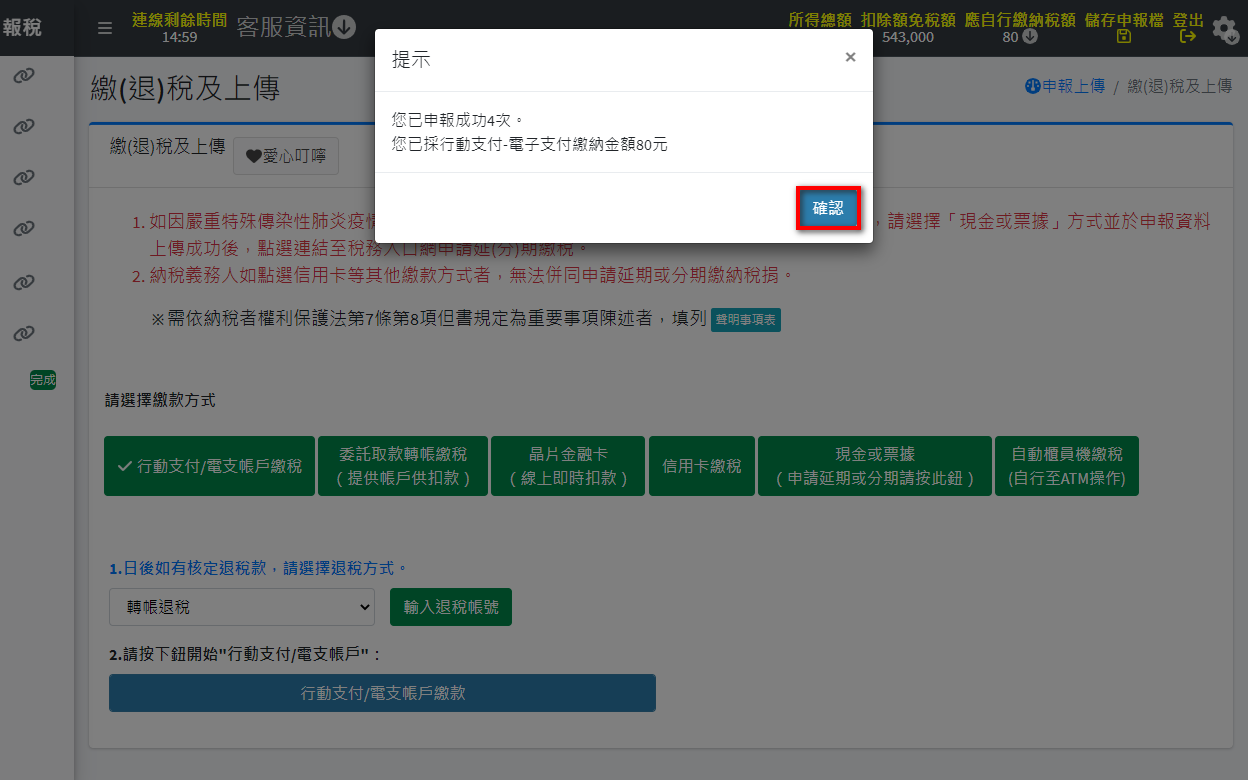 報稅
連線剩餘時間
14:59
客服資訊
所得總額 扣除額免稅額 應自行繳納稅額 儲存申報檔 登出
543,000
80
繳(退)稅及上傳
申報上傳 / 繳(退)稅及上傳
提示
×
您已申報成功4次。
您已採行動支付-電子支付繳納金額80元
確認
繳(退)稅及上傳
愛心叮嚀
1. 如因嚴重特殊傳染性肺炎疫情
，請選擇「現金或票據」方式並於申報資料
上傳成功後，點選連結至稅務入口網申請延(分)期繳稅。
2. 納稅義務人如點選信用卡等其他繳款方式者，無法併同申請延期或分期繳納稅捐。
※需依納稅者權利保護法第7條第8項但書規定為重要事項陳述者，填列 聲明事項表
完成
請選擇繳款方式
行動支付/電支帳戶繳稅
委託取款轉帳繳稅
( 提供帳戶供扣款 )
晶片金融卡
( 線上即時扣款 )
信用卡繳稅
現金或票據
( 申請延期或分期請按此鈕 )
自動櫃員機繳稅
(自行至ATM操作)
1.日後如有核定退稅款，請選擇退稅方式。
轉帳退稅
輸入退稅帳號
2.請按下鈕開始"行動支付/電支帳戶"：
行動支付/電支帳戶繳款